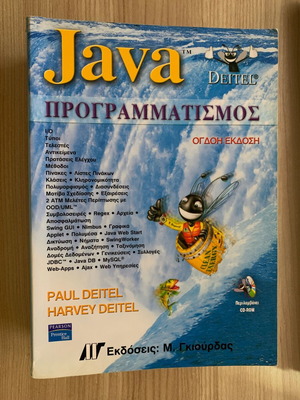 Java™
DEITEL®
ΠΡΟΓΡΑΜΜΑΤΙΣΜΟΣ
ΟΓΔΟΗ ΕΚΔΟΣΗ
I/O
Τύποι
Τελεστές
Αντικείμενα
Προτάσεις Ελέγχου
Μέθοδοι
Πίνακες • Λίστες Πινάκων
Κλάσεις • Κληρονομικότητα
Πολυμορφισμός • Διασυνδέσεις
Μοτίβα Σχεδίασης • Εξαιρέσεις
2 ATM Μελέτες Περίπτωσης με
OOD/UML™
Συμβολοσειρές • Regex • Αρχεία •
Αποσφαλμάτωση
Swing GUI • Nimbus • Γραφικά
Applet • Πολυμέσα • Java Web Start
Δικτύωση • Νήματα • SwingWorker
Αναδρομή • Αναζήτηση • Ταξινόμηση
Δομές Δεδομένων • Γενικεύσεις • Συλλογές
JDBC™ • Java DB • MySQL®
Web-Apps • Ajax • Web Υπηρεσίες
PAUL DEITEL
HARVEY DEITEL
Περιλαμβάνει
CD-ROM
PEARSON
Prentice
Hall
Εκδόσεις: Μ. Γκιούρδας